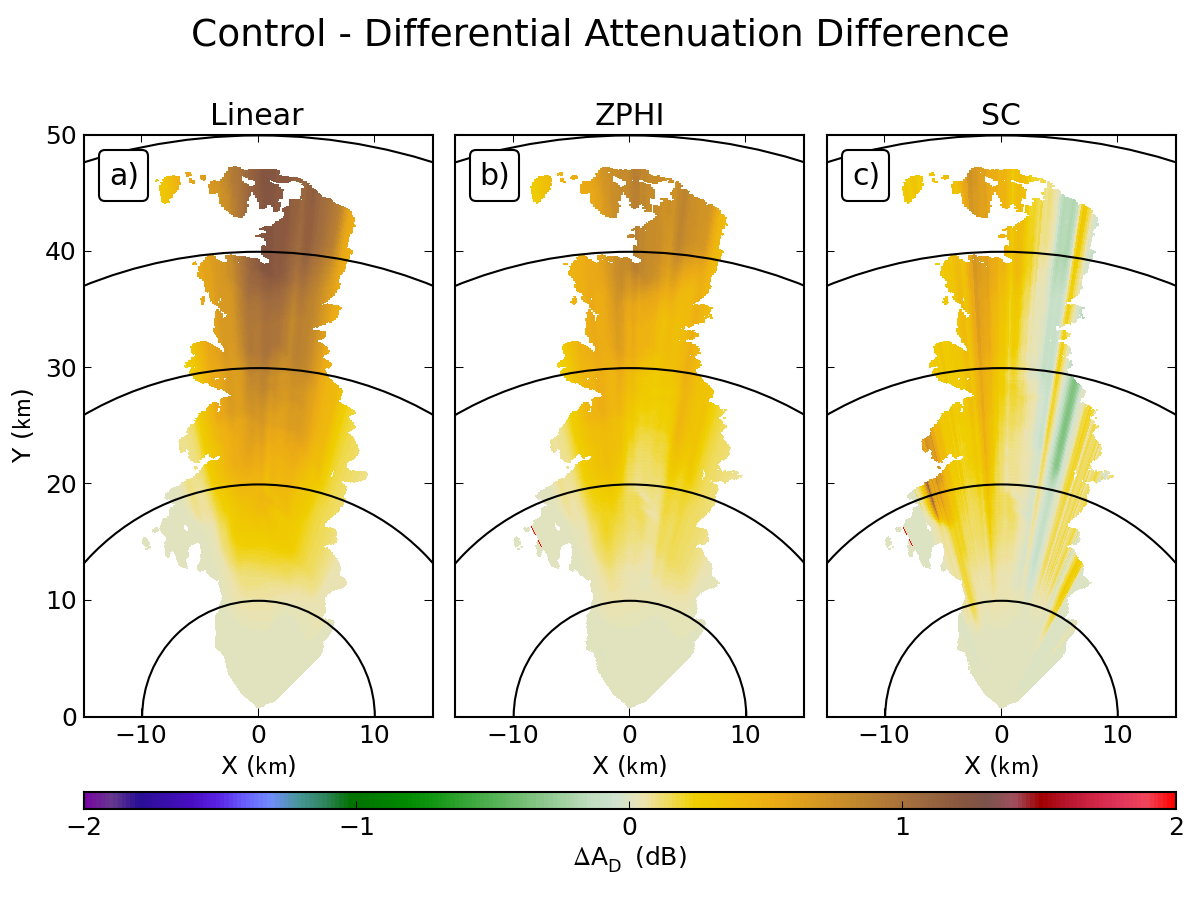 Control - Differential Attenuation Difference
Linear
ZPHI
SC
a)
b)
c)
50
40
30
20
10
0
Y (km)
−10 0 10
−10 0 10
−10 0 10
X (km)
X (km)
X (km)
−2 −1 0 1 2
ΔA_D (dB)